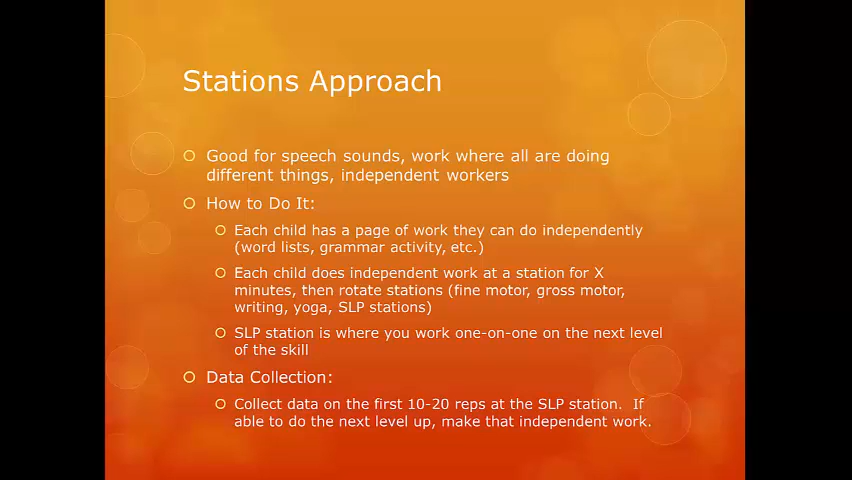 Stations Approach
Good for speech sounds, work where all are doing
different things, independent workers
How to Do It:
Each child has a page of work they can do independently
(word lists, grammar activity, etc.)
Each child does independent work at a station for X
minutes, then rotate stations (fine motor, gross motor,
writing, yoga, SLP stations)
SLP station is where you work one-on-one on the next level
of the skill
Data Collection:
Collect data on the first 10-20 reps at the SLP station.  If
able to do the next level up, make that independent work.